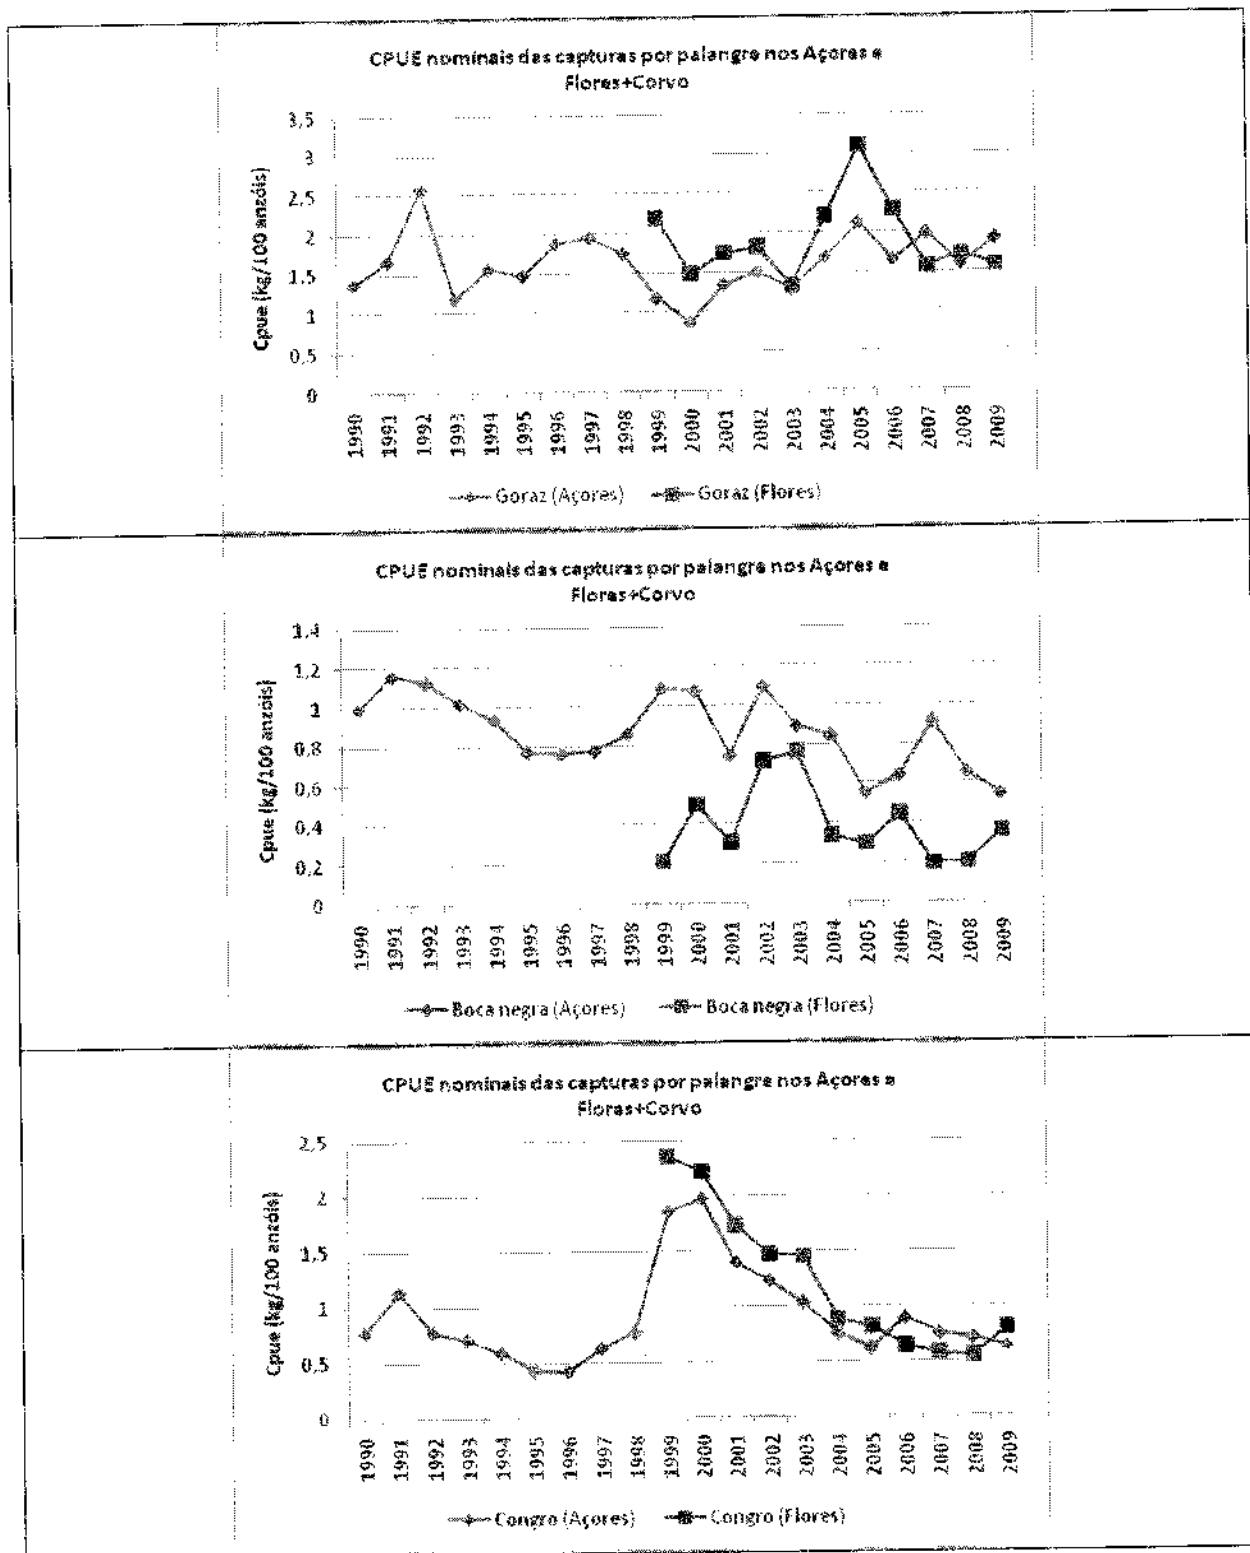 CPUE nominais das capturas por palangre nos Açores e
Flores+Corvo
3,5
3
2,5
2
1,5
1
0,5
0
Cpue (kg/100 anzóis)
1990 1991 1992 1993 1994 1995 1996 1997 1998 1999 2000 2001 2002 2003 2004 2005 2006 2007 2008 2009
Goraz (Açores) Goraz (Flores)
CPUE nominais das capturas por palangre nos Açores e
Flores+Corvo
1,4
1,2
1
0,8
0,6
0,4
0,2
0
Cpue (kg/100 anzóis)
1990 1991 1992 1993 1994 1995 1996 1997 1998 1999 2000 2001 2002 2003 2004 2005 2006 2007 2008 2009
Boca negra (Açores) Boca negra (Flores)
CPUE nominais das capturas por palangre nos Açores e
Flores+Corvo
2,5
2
1,5
1
0,5
0
Cpue (kg/100 anzóis)
1990 1991 1992 1993 1994 1995 1996 1997 1998 1999 2000 2001 2002 2003 2004 2005 2006 2007 2008 2009
Congro (Açores) Congro (Flores)